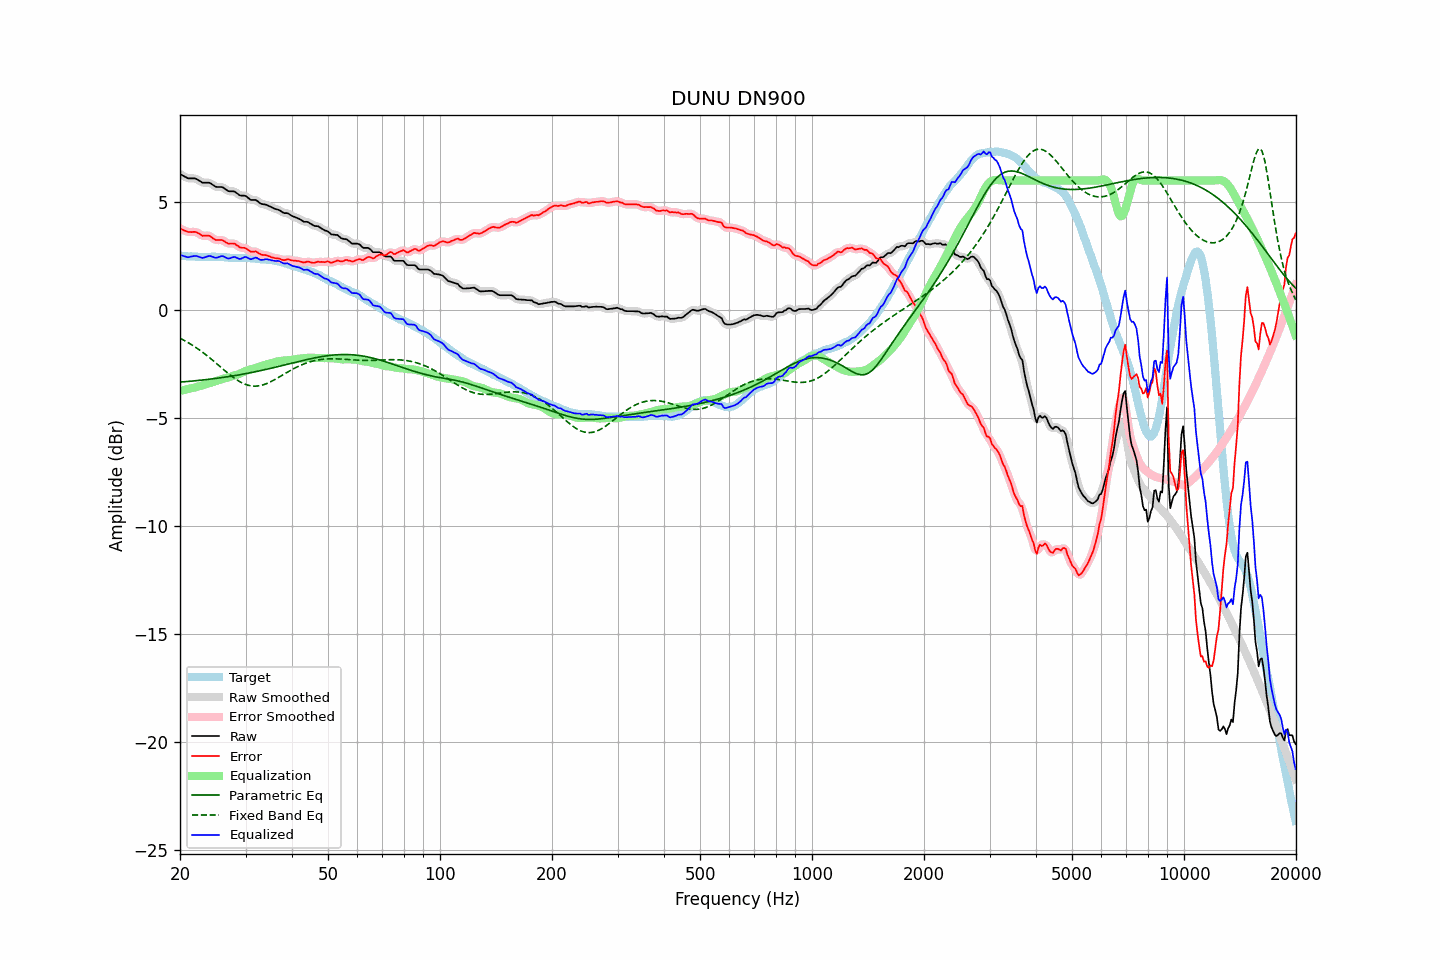 DUNU DN900
Amplitude (dBr)
5
0
−5
−10
−15
−20
−25
Target
Raw Smoothed
Error Smoothed
Raw
Error
Equalization
Parametric Eq
Fixed Band Eq
Equalized
20 50 100 200 500 1000 2000 5000 10000 20000
Frequency (Hz)